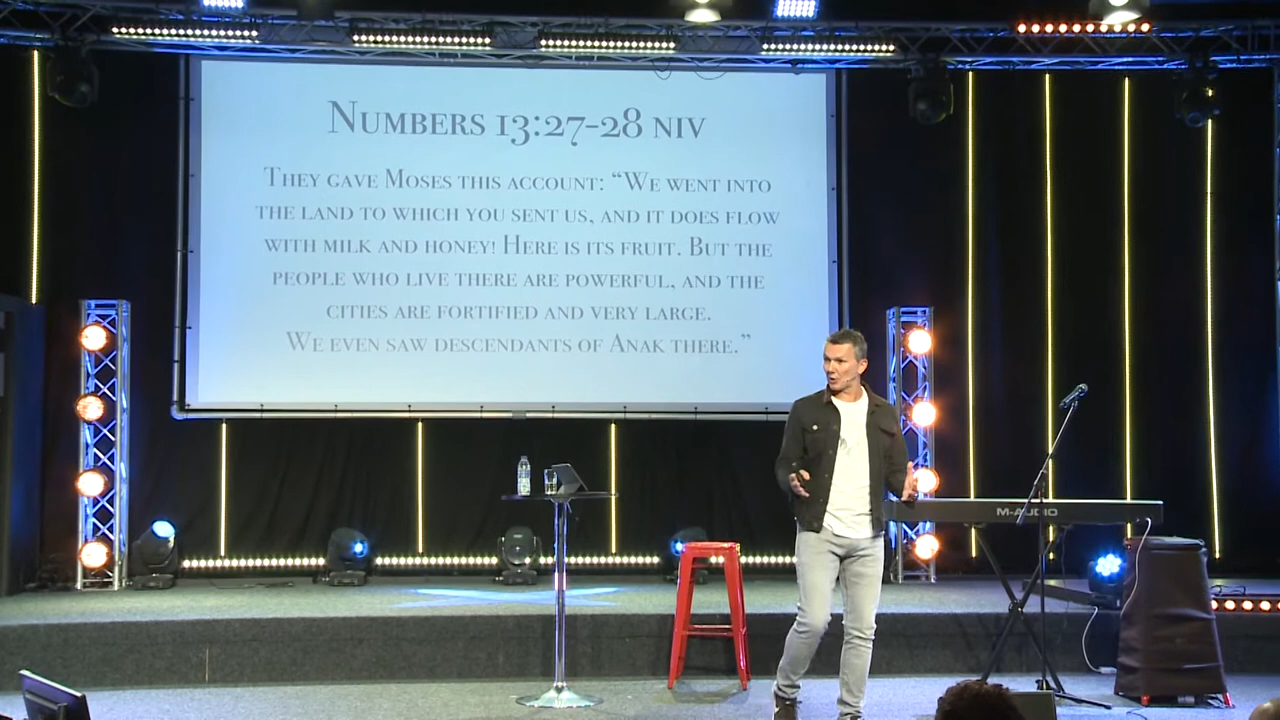 Numbers 13:27-28 NIV
They gave Moses this account: “We went into
the land to which you sent us, and it does flow
with milk and honey! Here is its fruit. But the
people who live there are powerful, and the
cities are fortified and very large.
We even saw descendants of Anak there.”
M-AUDIO